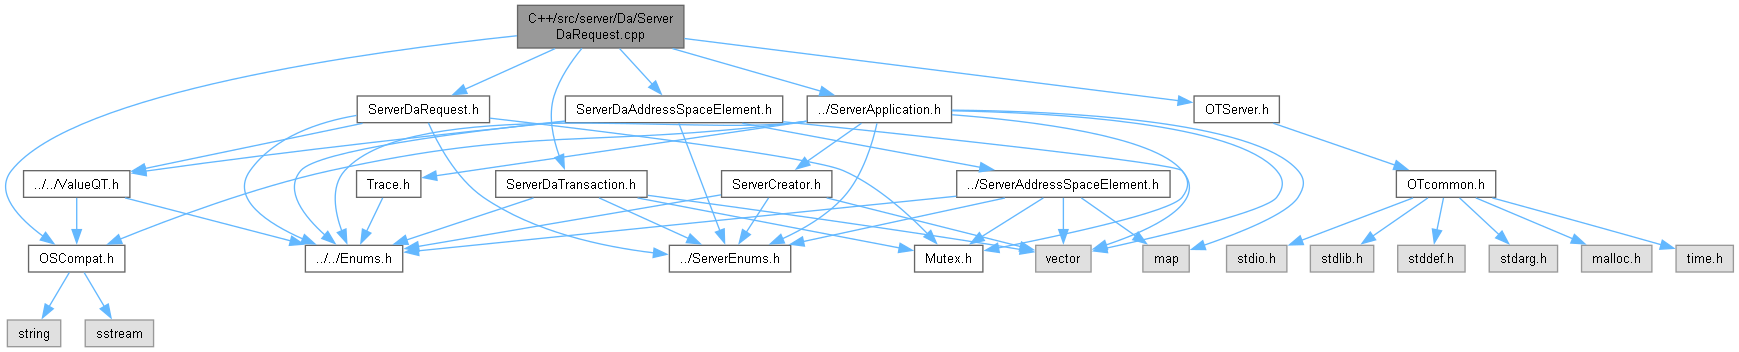 C++/src/server/Da/Server
DaRequest.cpp
ServerDaRequest.h
ServerDaAddressSpaceElement.h
../ServerApplication.h
OTServer.h
../../ValueQT.h
Trace.h
ServerDaTransaction.h
ServerCreator.h
../ServerAddressSpaceElement.h
OTcommon.h
OSCompat.h
../../Enums.h
../ServerEnums.h
Mutex.h
vector
map
stdio.h
stdlib.h
stddef.h
stdarg.h
malloc.h
time.h
string
sstream